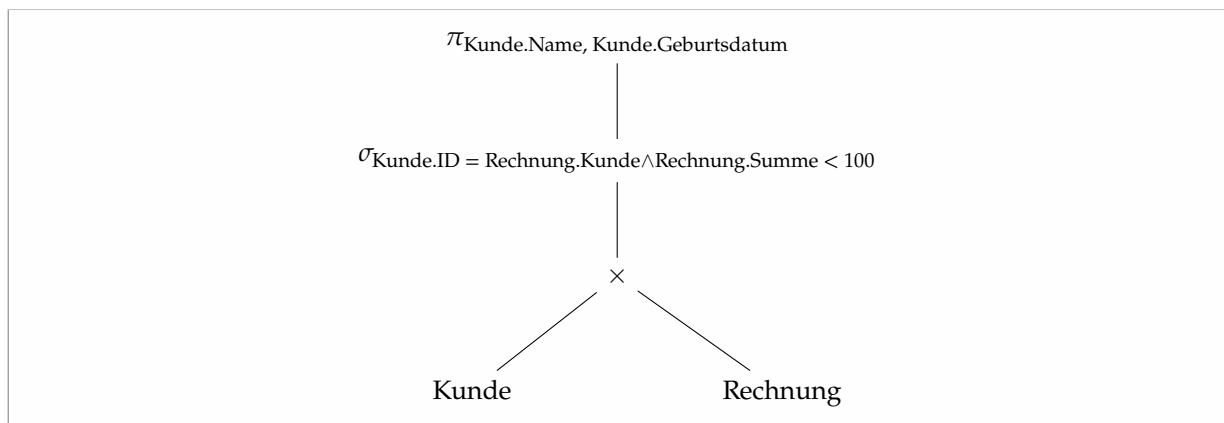 πKunde.Name, Kunde.Geburtsdatum
σKunde.ID = Rechnung.Kunde∧Rechnung.Summe < 100
×
Kunde Rechnung